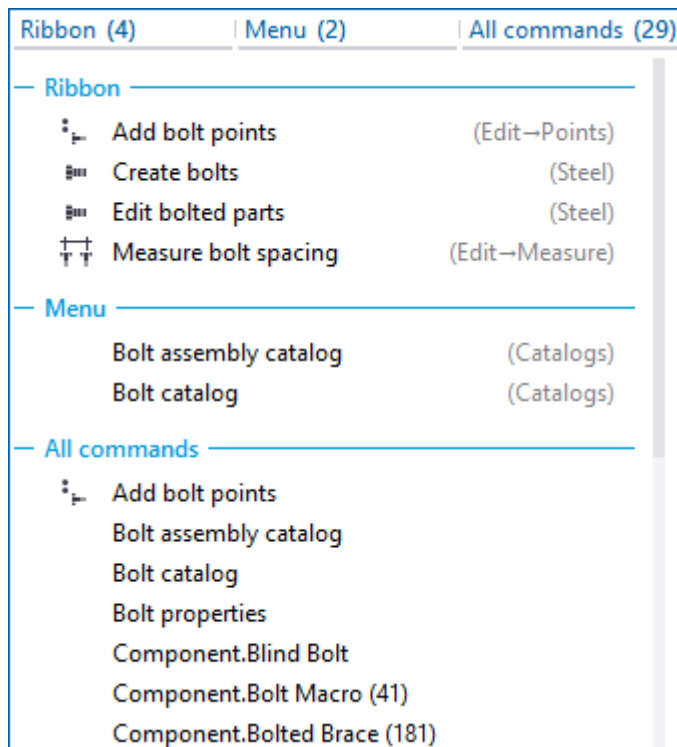 Ribbon (4) Menu (2) All commands (29)
Ribbon
Add bolt points (Edit→Points)
Create bolts (Steel)
Edit bolted parts (Steel)
Measure bolt spacing (Edit→Measure)
Menu
Bolt assembly catalog (Catalogs)
Bolt catalog (Catalogs)
All commands
Add bolt points
Bolt assembly catalog
Bolt catalog
Bolt properties
Component.Blind Bolt
Component.Bolt Macro (41)
Component.Bolted Brace (181)